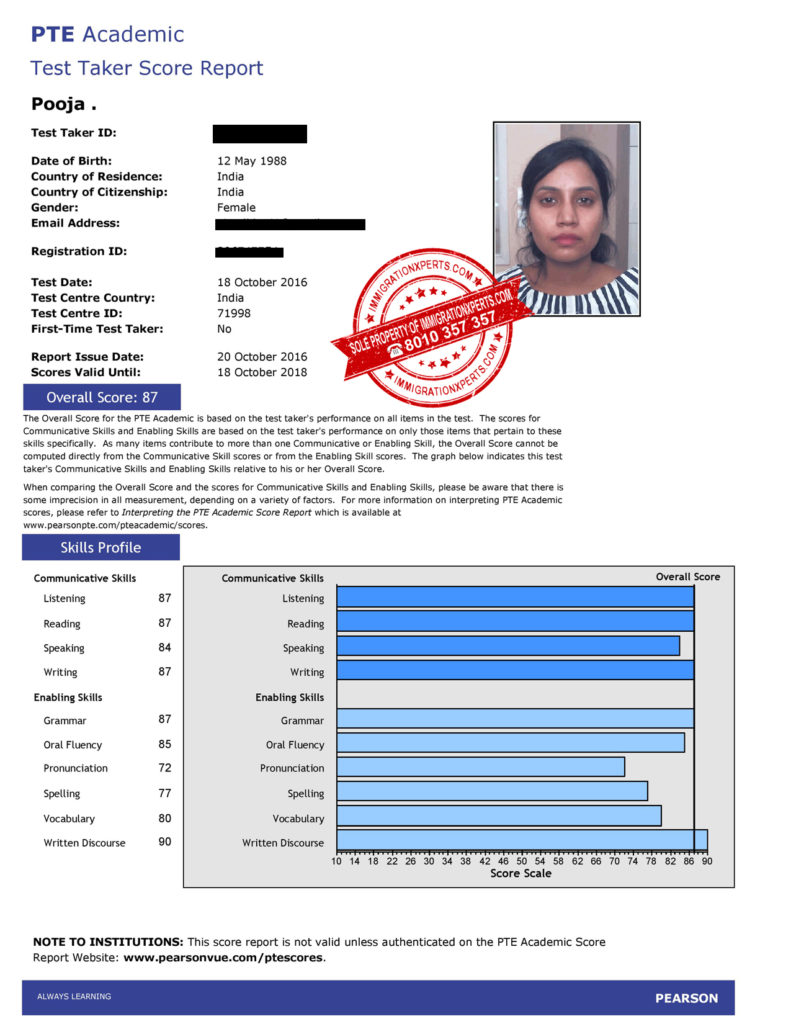 PTE Academic
Test Taker Score Report
Pooja .
Test Taker ID:
Date of Birth: 12 May 1988
Country of Residence: India
Country of Citizenship: India
Gender: Female
Email Address:
Registration ID:
Test Date: 18 October 2016
Test Centre Country: India
Test Centre ID: 71998
First-Time Test Taker: No
Report Issue Date: 20 October 2016
Scores Valid Until: 18 October 2018
IMMIGRATIONXPERTS.COM
SOLE PROPERTY OF IMMIGRATIONXPERTS.COM
☎8010 357 357
IMMIGRATIONXPERTS.COM
Overall Score: 87
The Overall Score for the PTE Academic is based on the test taker's performance on all items in the test. The scores for
Communicative Skills and Enabling Skills are based on the test taker's performance on only those items that pertain to these
skills specifically. As many items contribute to more than one Communicative or Enabling Skill, the Overall Score cannot be
computed directly from the Communicative Skill scores or from the Enabling Skill scores. The graph below indicates this test
taker's Communicative Skills and Enabling Skills relative to his or her Overall Score.
When comparing the Overall Score and the scores for Communicative Skills and Enabling Skills, please be aware that there is
some imprecision in all measurement, depending on a variety of factors. For more information on interpreting PTE Academic
scores, please refer to Interpreting the PTE Academic Score Report which is available at
www.pearsonpte.com/pteacademic/scores.
Skills Profile
Communicative Skills
Listening 87
Reading 87
Speaking 84
Writing 87
Enabling Skills
Grammar 87
Oral Fluency 85
Pronunciation 72
Spelling 77
Vocabulary 80
Written Discourse 90
Communicative Skills Overall Score
Listening
Reading
Speaking
Writing
Enabling Skills
Grammar
Oral Fluency
Pronunciation
Spelling
Vocabulary
Written Discourse
10 14 18 22 26 30 34 38 42 46 50 54 58 62 66 70 74 78 82 86 90
Score Scale
NOTE TO INSTITUTIONS: This score report is not valid unless authenticated on the PTE Academic Score
Report Website: www.pearsonvue.com/ptescores.
ALWAYS LEARNING PEARSON